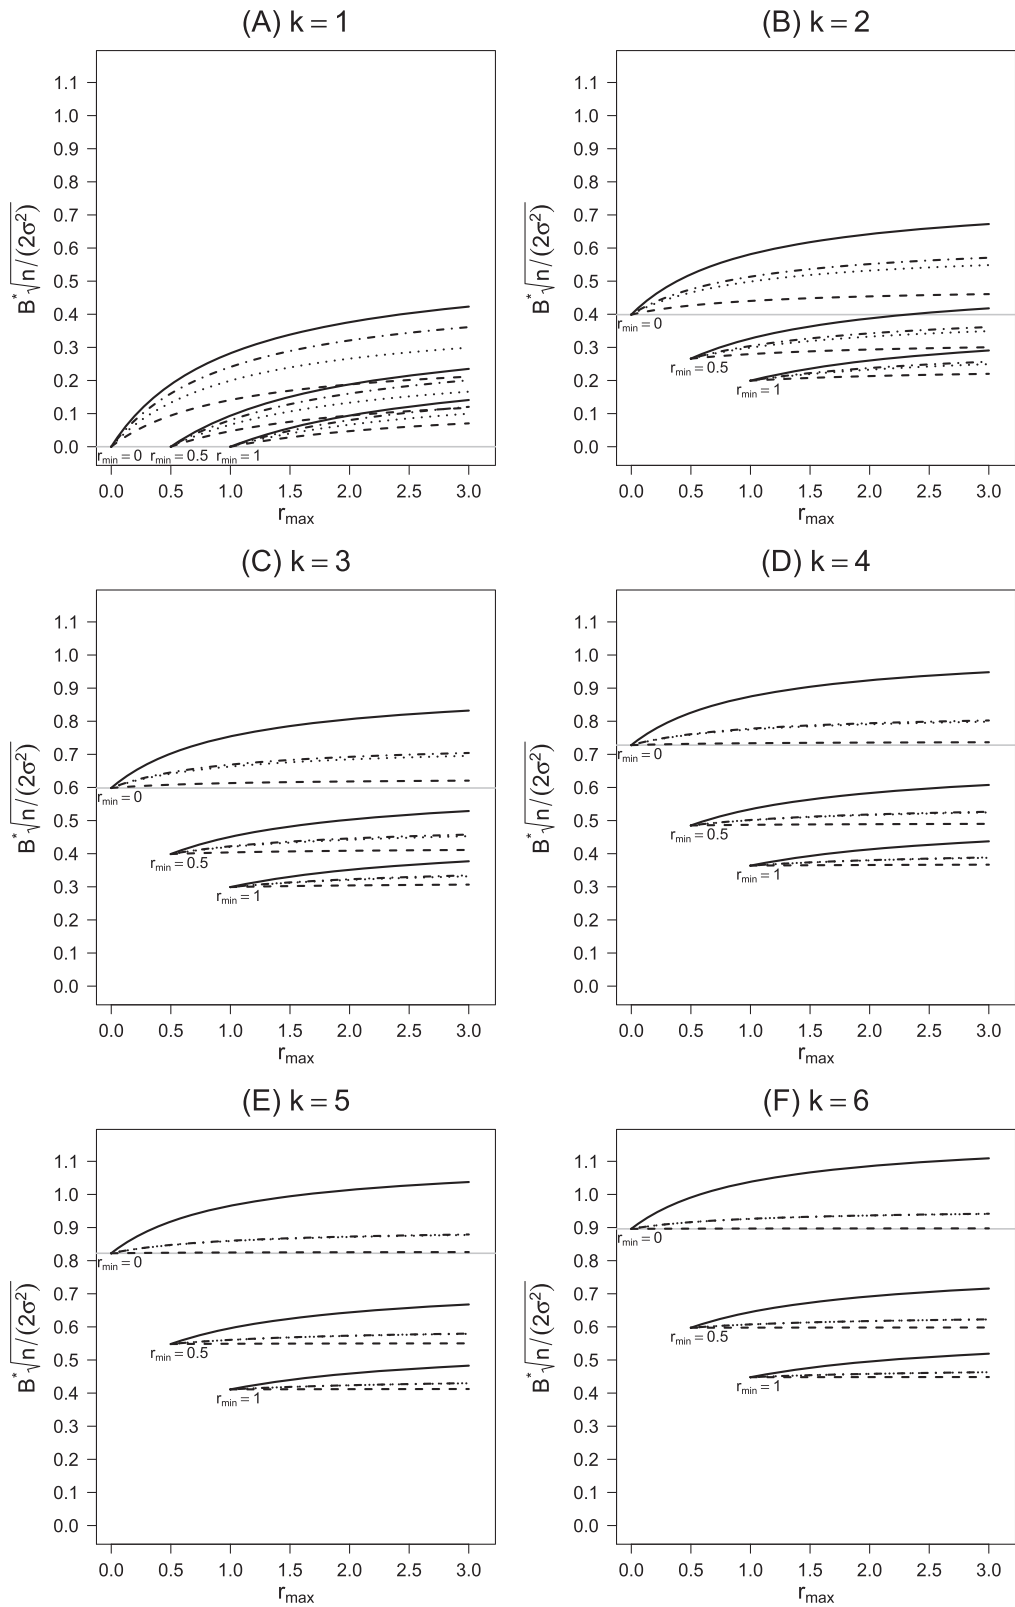 (A) k = 1
1.1
1.0
0.9
0.8
0.7
0.6
0.5
0.4
0.3
0.2
0.1
0.0
B*√n/(2σ²)
r_min = 0 r_min = 0.5 r_min = 1
0.0 0.5 1.0 1.5 2.0 2.5 3.0
r_max
(B) k = 2
1.1
1.0
0.9
0.8
0.7
0.6
0.5
0.4
0.3
0.2
0.1
0.0
B*√n/(2σ²)
r_min = 0
r_min = 0.5
r_min = 1
0.0 0.5 1.0 1.5 2.0 2.5 3.0
r_max
(C) k = 3
1.1
1.0
0.9
0.8
0.7
0.6
0.5
0.4
0.3
0.2
0.1
0.0
B*√n/(2σ²)
r_min = 0
r_min = 0.5
r_min = 1
0.0 0.5 1.0 1.5 2.0 2.5 3.0
r_max
(D) k = 4
1.1
1.0
0.9
0.8
0.7
0.6
0.5
0.4
0.3
0.2
0.1
0.0
B*√n/(2σ²)
r_min = 0
r_min = 0.5
r_min = 1
0.0 0.5 1.0 1.5 2.0 2.5 3.0
r_max
(E) k = 5
1.1
1.0
0.9
0.8
0.7
0.6
0.5
0.4
0.3
0.2
0.1
0.0
B*√n/(2σ²)
r_min = 0
r_min = 0.5
r_min = 1
0.0 0.5 1.0 1.5 2.0 2.5 3.0
r_max
(F) k = 6
1.1
1.0
0.9
0.8
0.7
0.6
0.5
0.4
0.3
0.2
0.1
0.0
B*√n/(2σ²)
r_min = 0
r_min = 0.5
r_min = 1
0.0 0.5 1.0 1.5 2.0 2.5 3.0
r_max